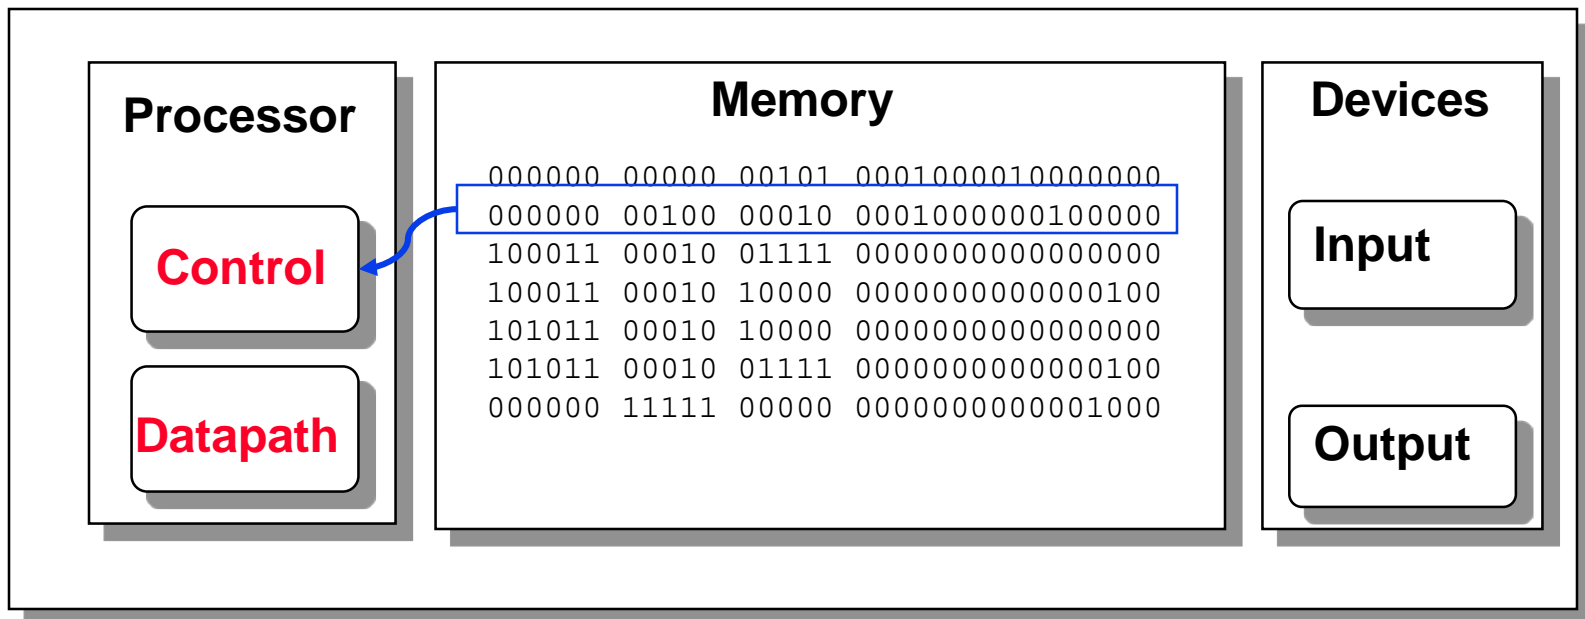 Processor
Control
Datapath
Memory
000000 00000 00101 0001000010000000
000000 00100 00010 0001000000100000
100011 00010 01111 0000000000000000
100011 00010 10000 0000000000000100
101011 00010 10000 0000000000000000
101011 00010 01111 0000000000000100
000000 11111 00000 0000000000001000
Devices
Input
Output